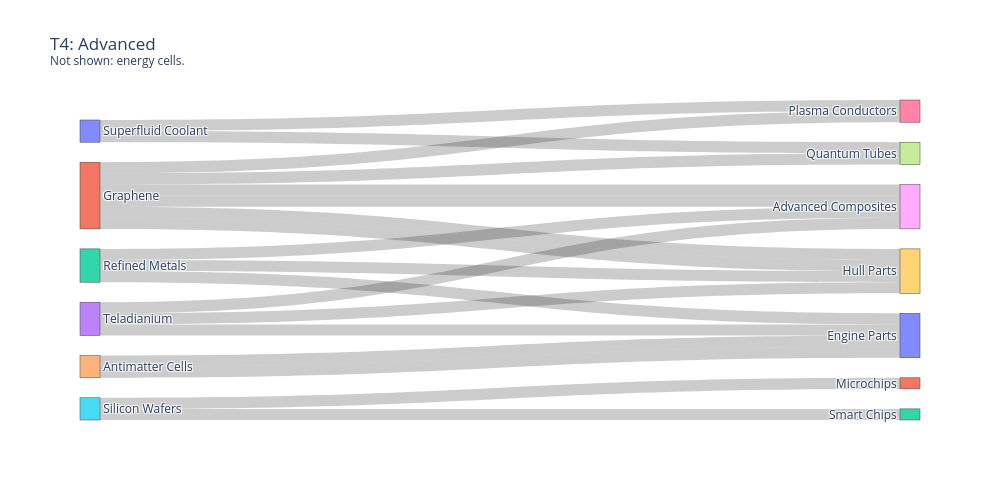 T4: Advanced
Not shown: energy cells.
Superfluid Coolant
Graphene
Refined Metals
Teladianium
Antimatter Cells
Silicon Wafers
Plasma Conductors
Quantum Tubes
Advanced Composites
Hull Parts
Engine Parts
Microchips
Smart Chips